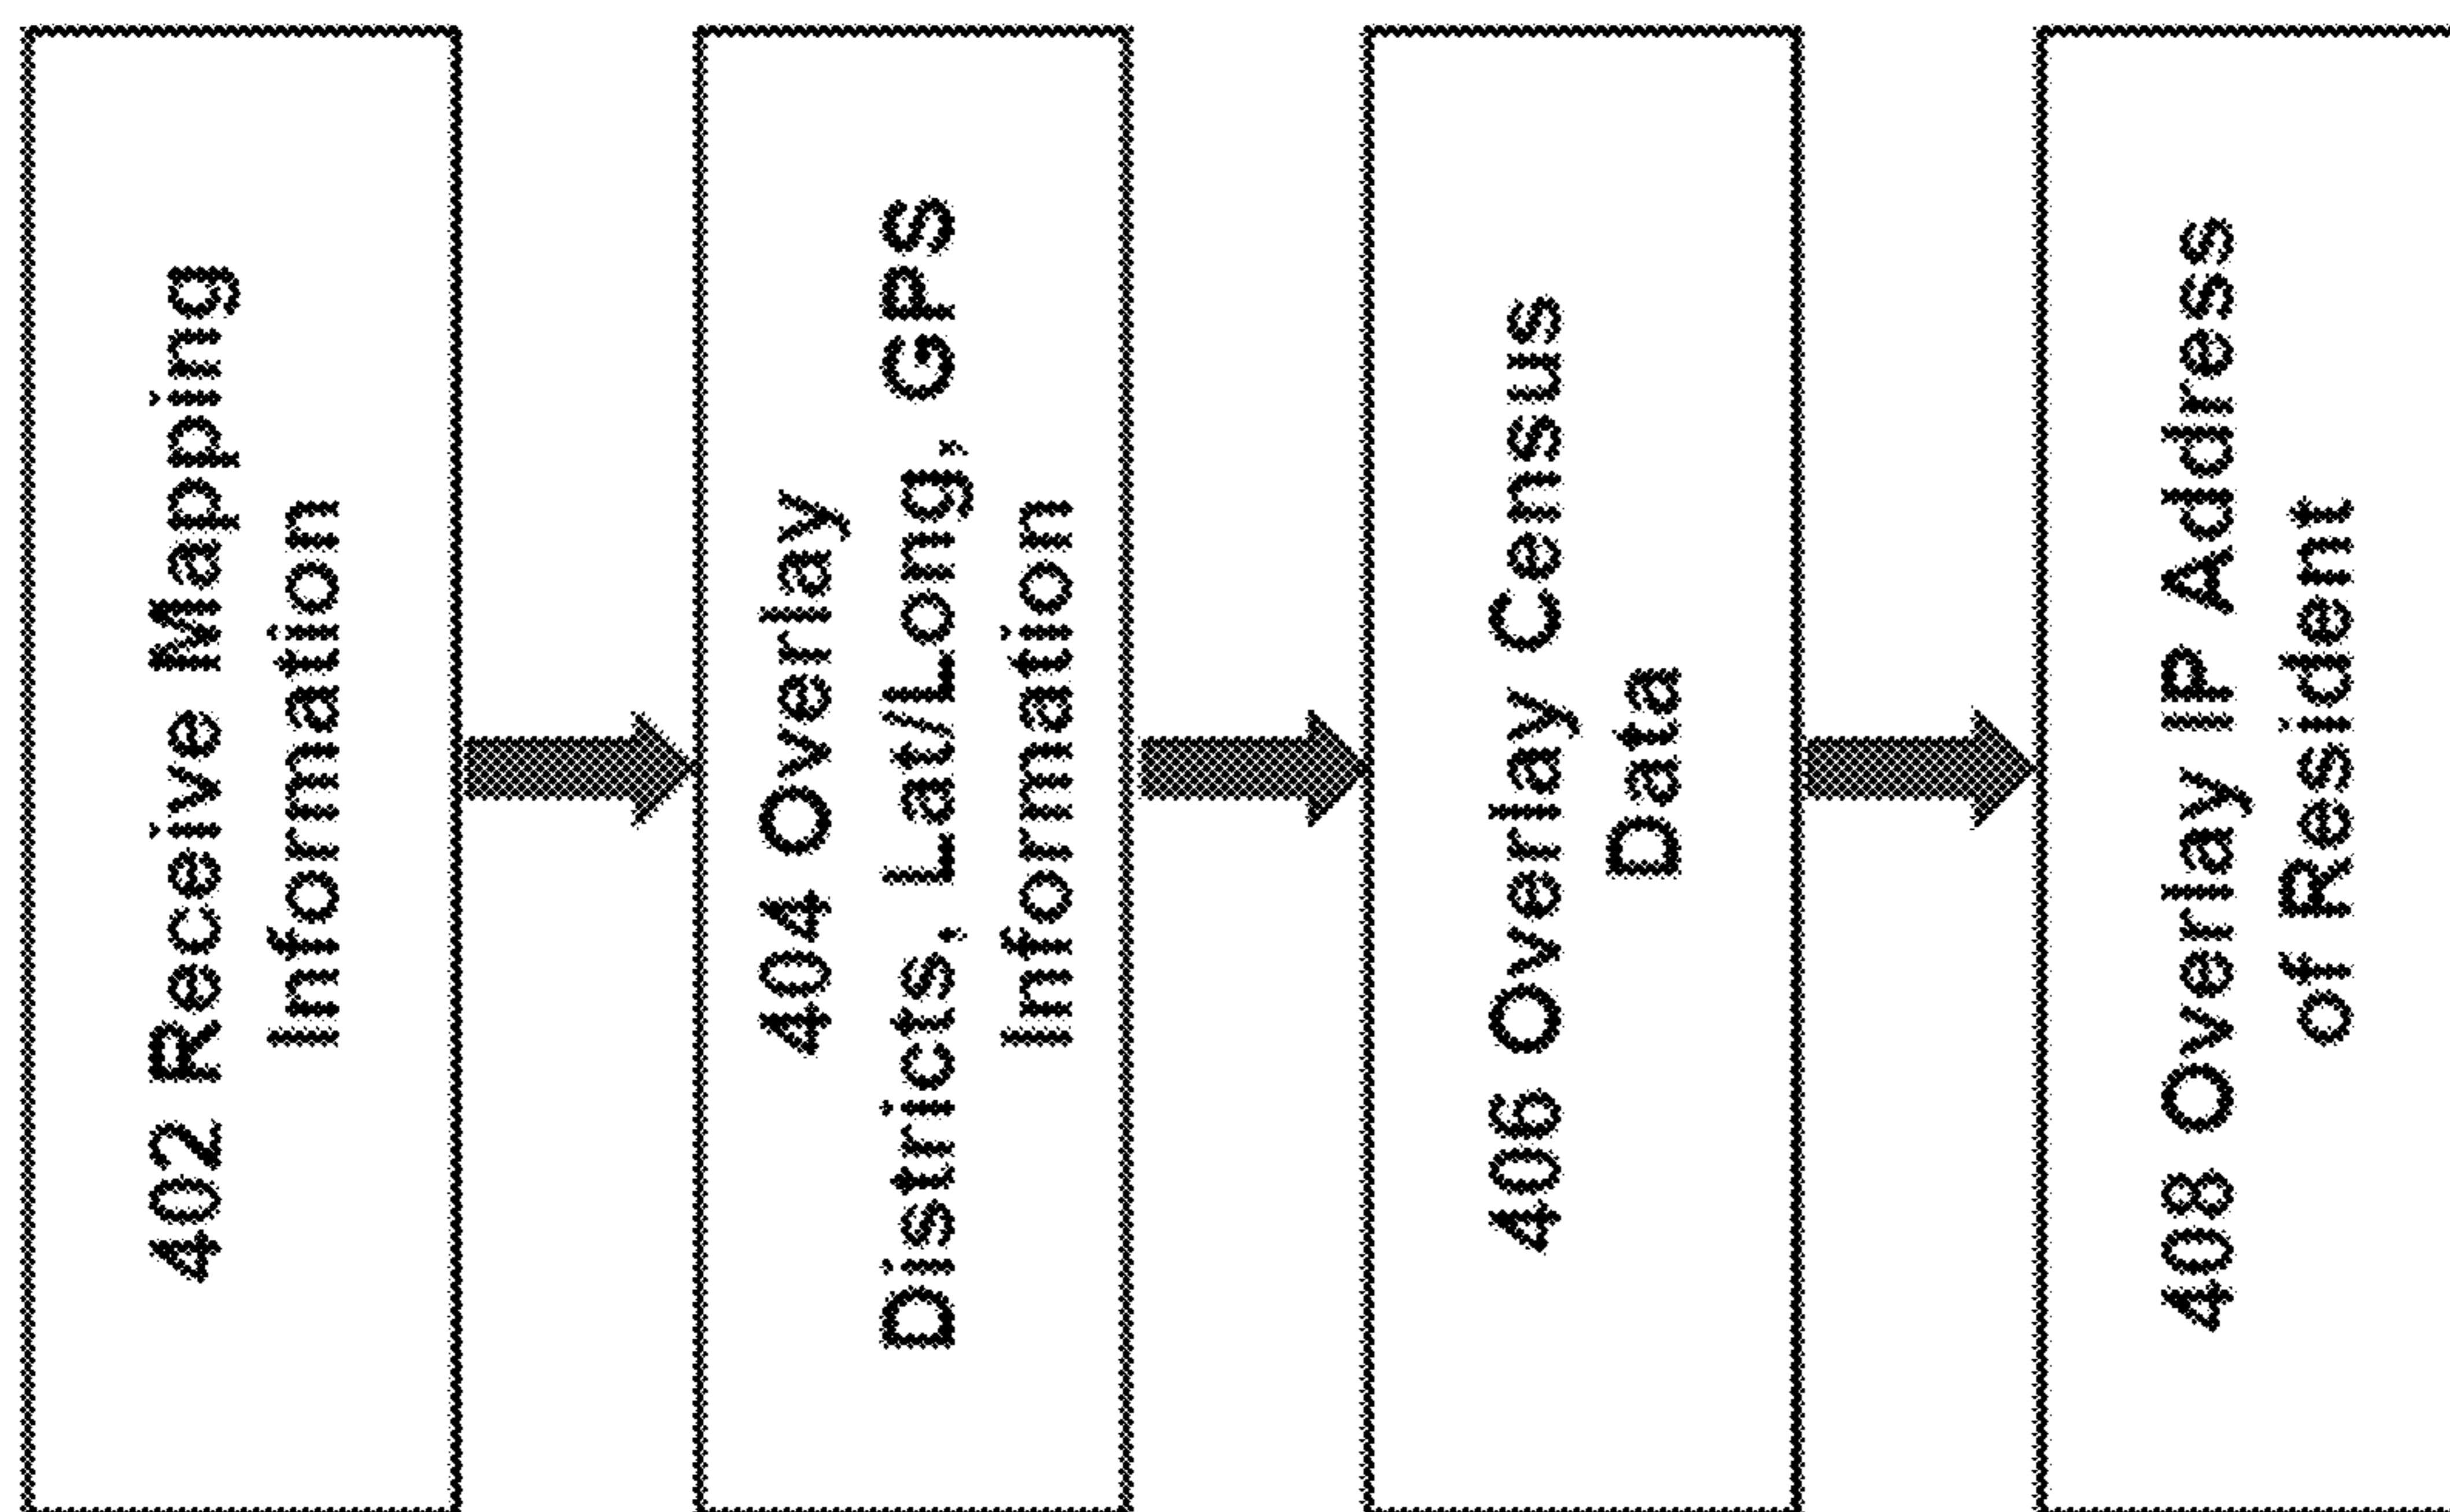 402 Receive Mapping
Information
404 Overlay
Districts, Lat/Long, GPS
Information
406 Overlay Census
Data
408 Overlay IP Address
of Resident